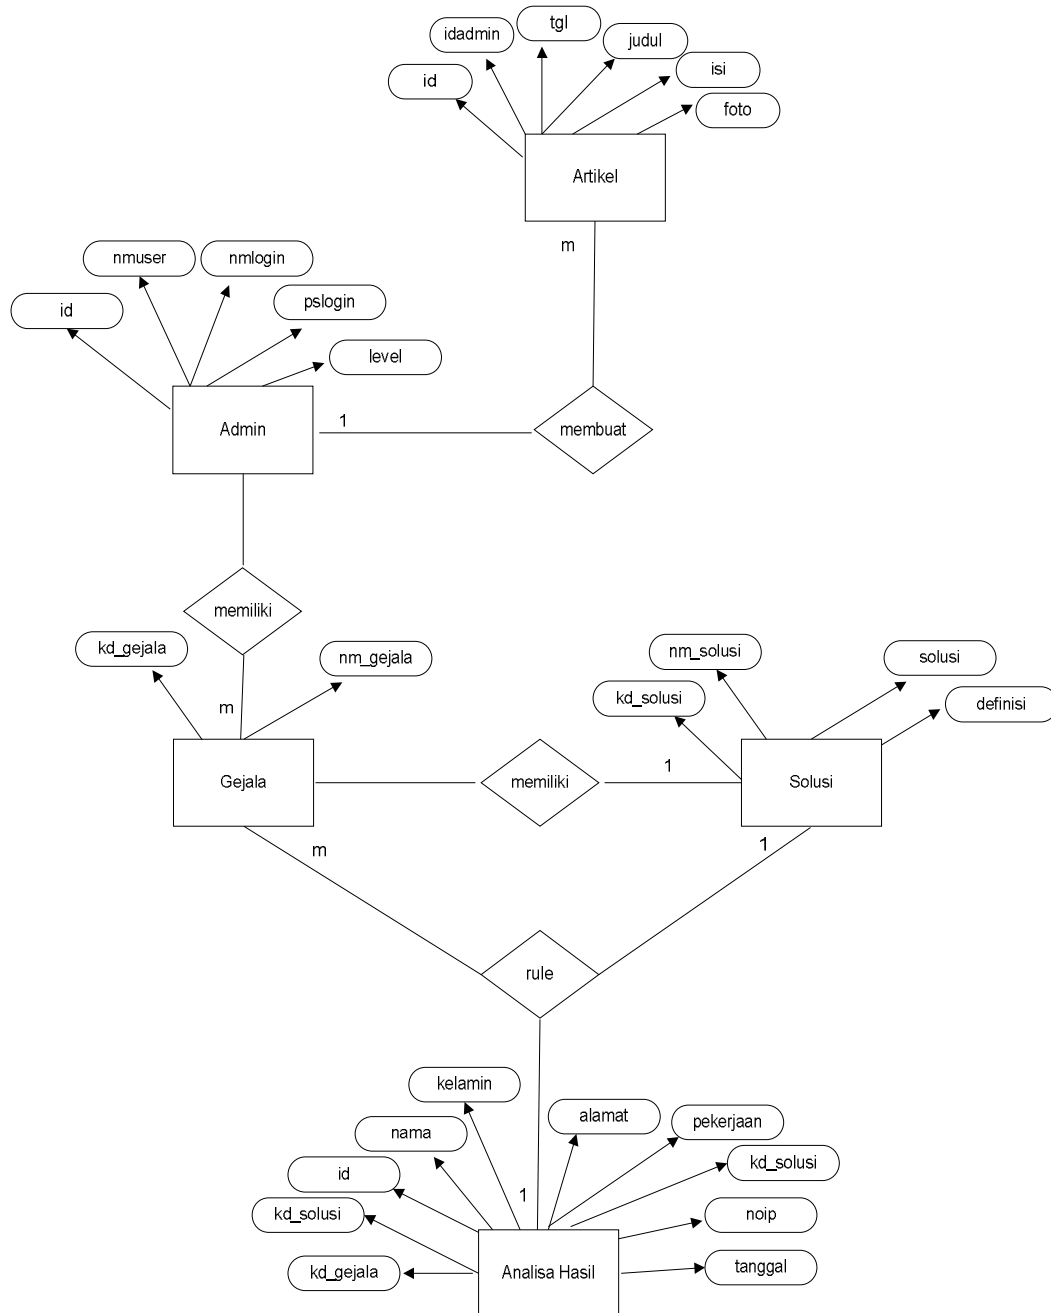 tgl
idadmin
judul
isi
id
foto
Artikel
m
nmuser
nmlogin
pslogin
id
level
1
Admin
membuat
memiliki
kd_gejala
nm_gejala
nm_solusi
solusi
kd_solusi
definisi
m
Gejala
memiliki
1
Solusi
m
1
rule
kelamin
alamat
pekerjaan
nama
kd_solusi
id
1
kd_solusi
noip
kd_gejala
Analisa Hasil
tanggal